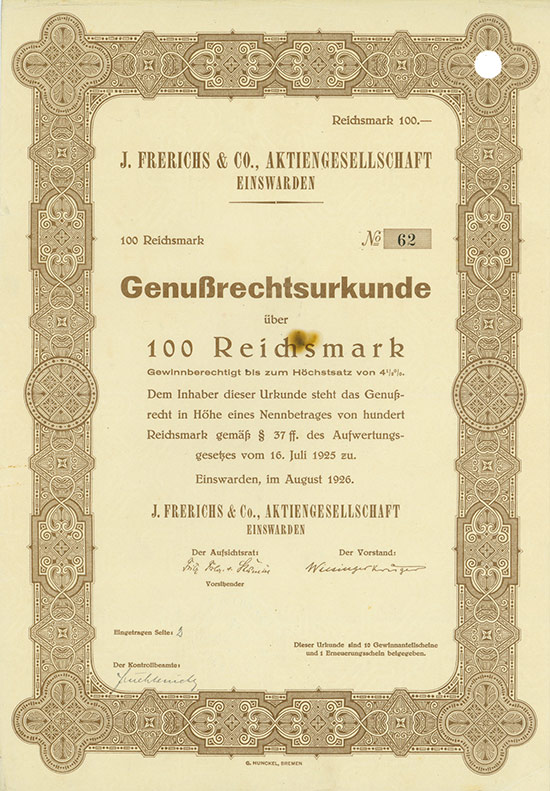 Reichsmark 100.—
J. FRERICHS & CO., AKTIENGESELLSCHAFT
EINSWARDEN
100 Reichsmark
№ 62
Genußrechtsurkunde
über
100 Reichsmark
Gewinnberechtigt bis zum Höchstsatz von 4½%.
Dem Inhaber dieser Urkunde steht das Genuß-
recht in Höhe eines Nennbetrages von hundert
Reichsmark gemäß § 37 ff. des Aufwertungs-
gesetzes vom 16. Juli 1925 zu.
Einswarden, im August 1926.
J. FRERICHS & Co., AKTIENGESELLSCHAFT
EINSWARDEN
Der Aufsichtsrat:
Der Vorstand:
Vorsitzender
Eingetragen Seite:
Dieser Urkunde sind 10 Gewinnanteilscheine
und 1 Erneuerungsschein beigegeben.
Der Kontrollbeamte:
G. HUNCKEL, BREMEN